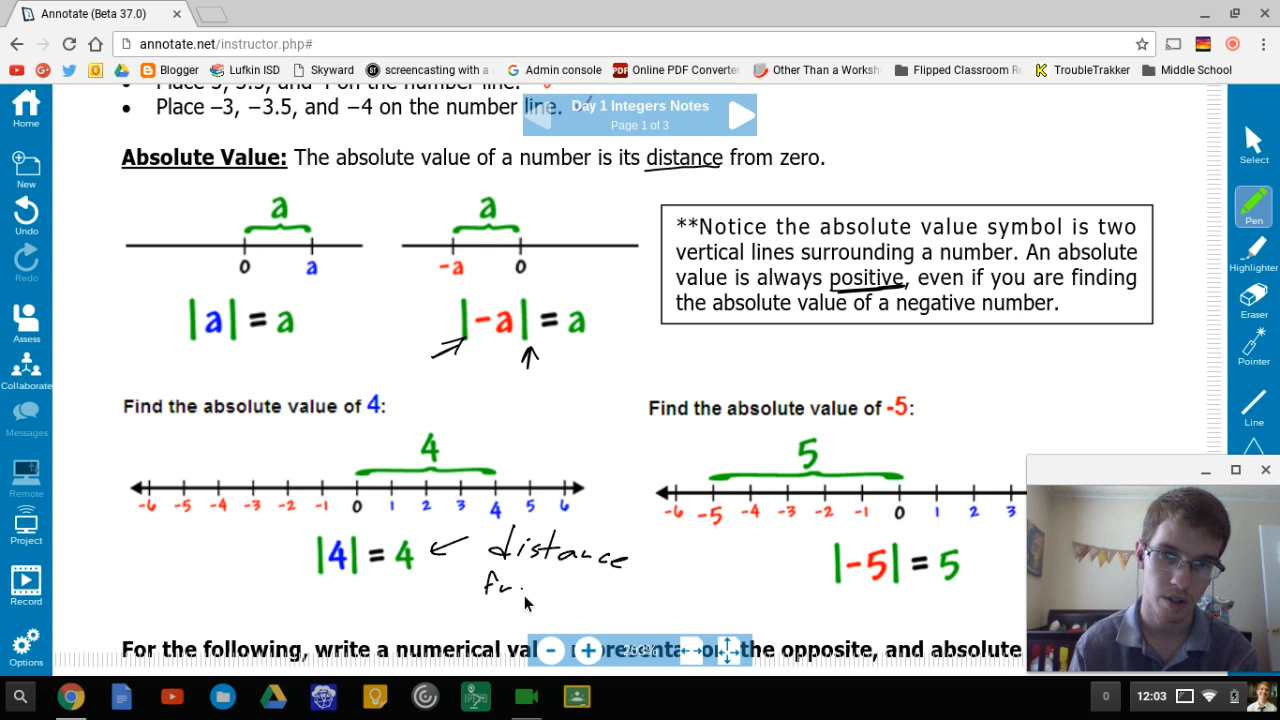 Annotate (Beta 37.0)
annotate.net/instructor.php#
Blogger Lufkin ISD Skyward screencasting with a Admin console Online PDF Converter Other Than a Worksh Flipped Classroom R TroubleTrakker Middle School
• Place –3, −3.5, and −4 on the number line.
Day 1 Integers Notes
Page 1 of 3
Absolute Value: The absolute value of a number is its distance from zero.
a
0 a
|a| = a
a
-a 0
|-a| = a
**Notice the absolute value symbol is two
vertical lines surrounding a number. An absolute
value is always positive, even if you are finding
the absolute value of a negative number.
Find the absolute value of 4:
4
-6 -5 -4 -3 -2 -1 0 1 2 3 4 5 6
|4| = 4 distance
Find the absolute value of -5:
5
-6 -5 -4 -3 -2 -1 0 1 2 3
|-5| = 5
For the following, write a numerical the opposite, and absolute
Home
New
Undo
Redo
Assess
Collaborate
Messages
Remote
Project
Record
Options
Select
Pen
Highlighter
Eraser
Pointer
Line
0 12:03